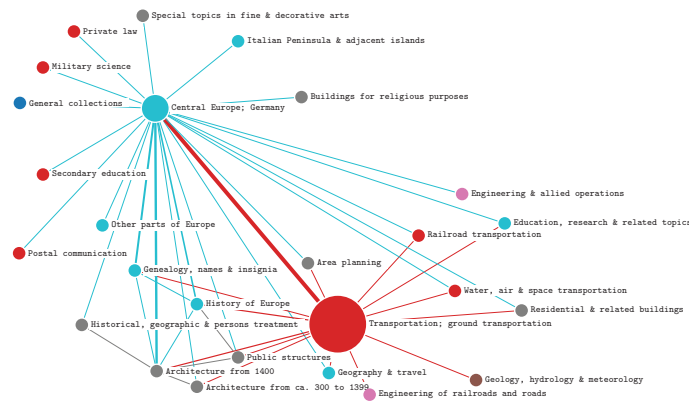 Special topics in fine & decorative arts
Private law
Italian Peninsula & adjacent islands
Military science
Buildings for religious purposes
General collections
Central Europe; Germany
Secondary education
Engineering & allied operations
Other parts of Europe
Education, research & related topics
Railroad transportation
Postal communication
Area planning
Genealogy, names & insignia
Water, air & space transportation
History of Europe
Residential & related buildings
Historical, geographic & persons treatment
Transportation; ground transportation
Public structures
Architecture from 1400
Geography & travel
Geology, hydrology & meteorology
Architecture from ca. 300 to 1399
Engineering of railroads and roads